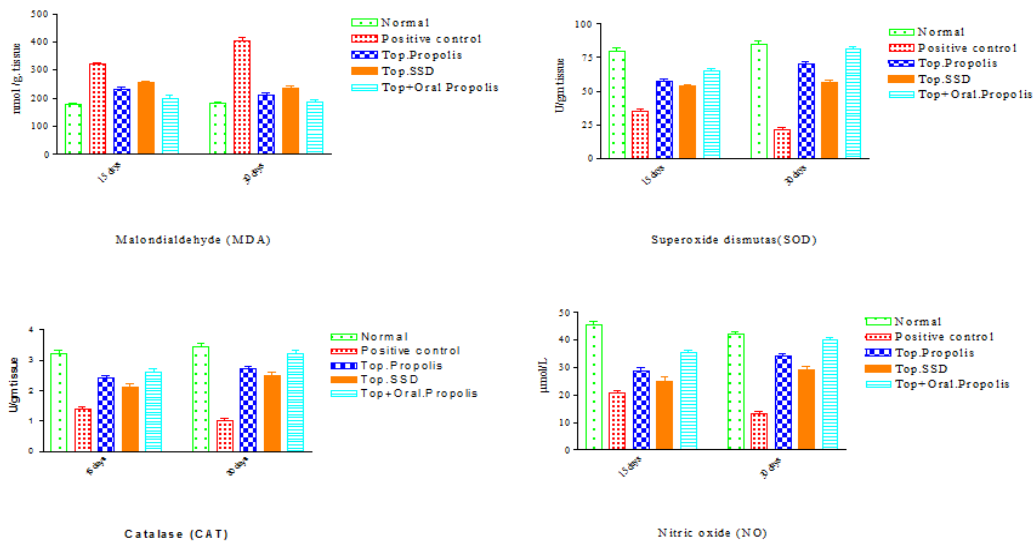 500
400
300
200
100
0
nmol /g. tissue
15 days
30 days
Normal
Positive control
Top.Propolis
Top.SSD
Top+Oral.Propolis
Malondialdehyde (MDA)
100
75
50
25
0
U/gm tissue
15 days
30 days
Normal
Positive control
Top.Propolis
Top.SSD
Top+Oral.Propolis
Superoxide dismutas(SOD)
4
3
2
1
0
U/gm tissue
15 days
30 days
Normal
Positive control
Top.Propolis
Top.SSD
Top+Oral.Propolis
Catalase (CAT)
50
40
30
20
10
0
µmol/L
15 days
30 days
Normal
Positive control
Top.Propolis
Top.SSD
Top+Oral.Propolis
Nitric oxide (NO)